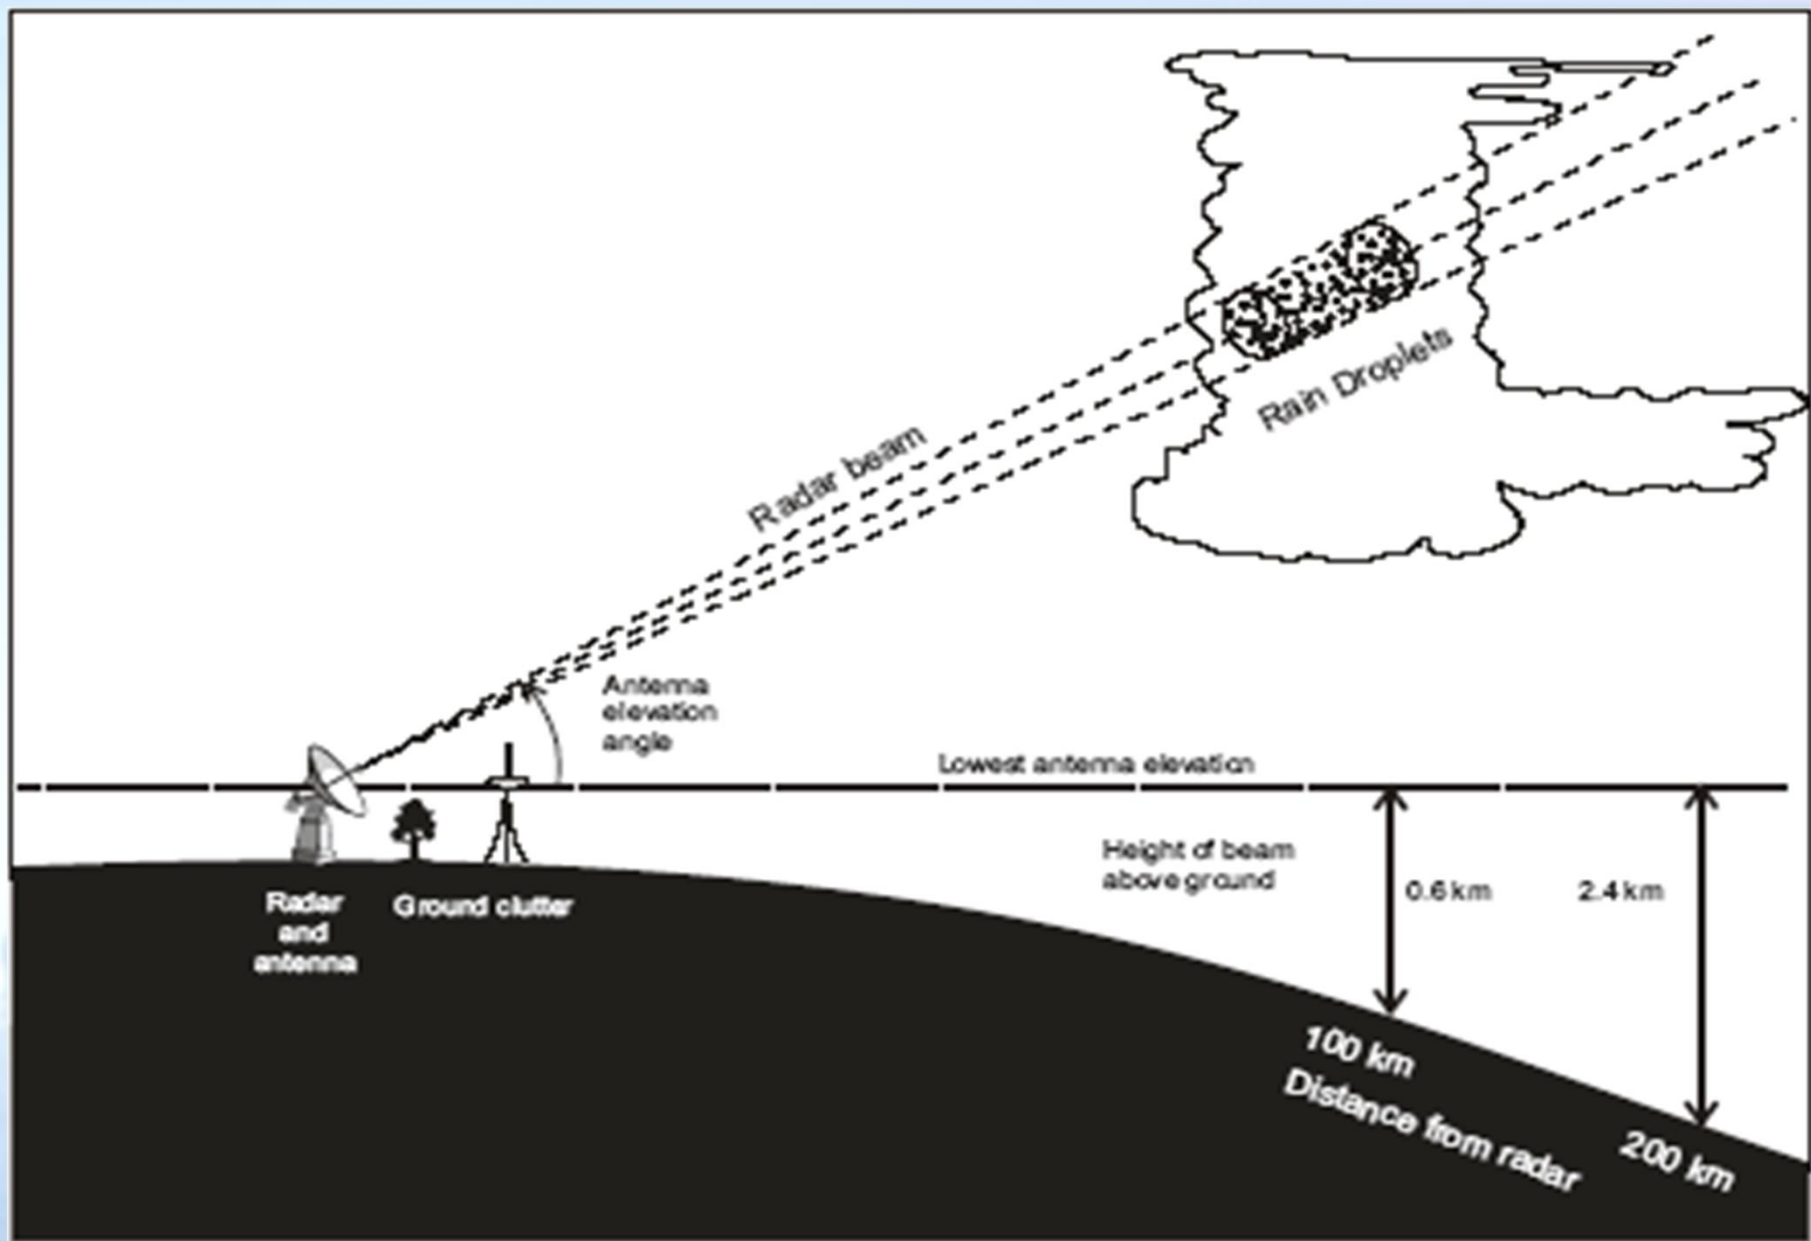 Radar beam
Rain Droplets
Antenna
elevation
angle
Lowest antenna elevation
Height of beam
above ground
0.6 km
2.4 km
Radar
and
antenna
Ground clutter
100 km
Distance from radar
200 km